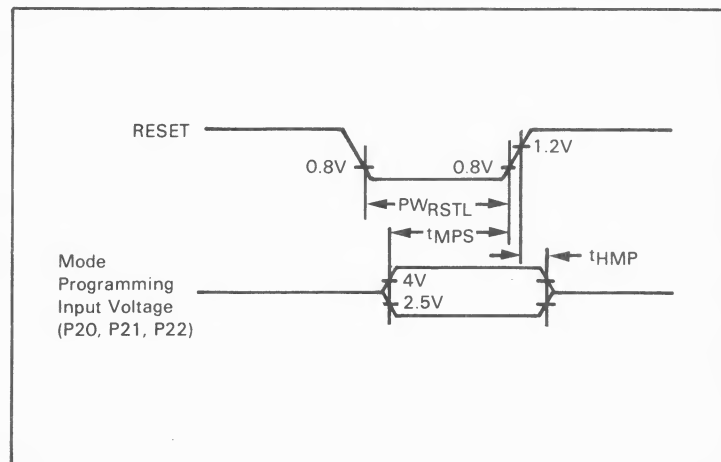 RESET
1.2V
0.8V
0.8V
PWRSTL
tMPS
tHMP
Mode
Programming
Input Voltage
(P20, P21, P22)
4V
2.5V